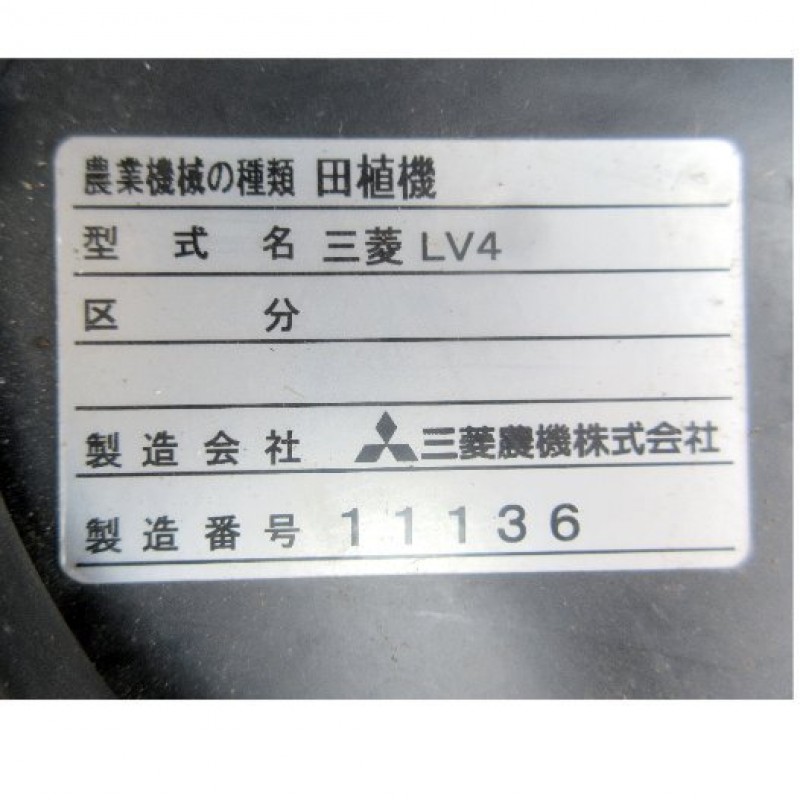 農業機械の種類 田植機
型式名 三菱 LV4
区分
製造会社 三菱農機株式会社
製造番号 11136